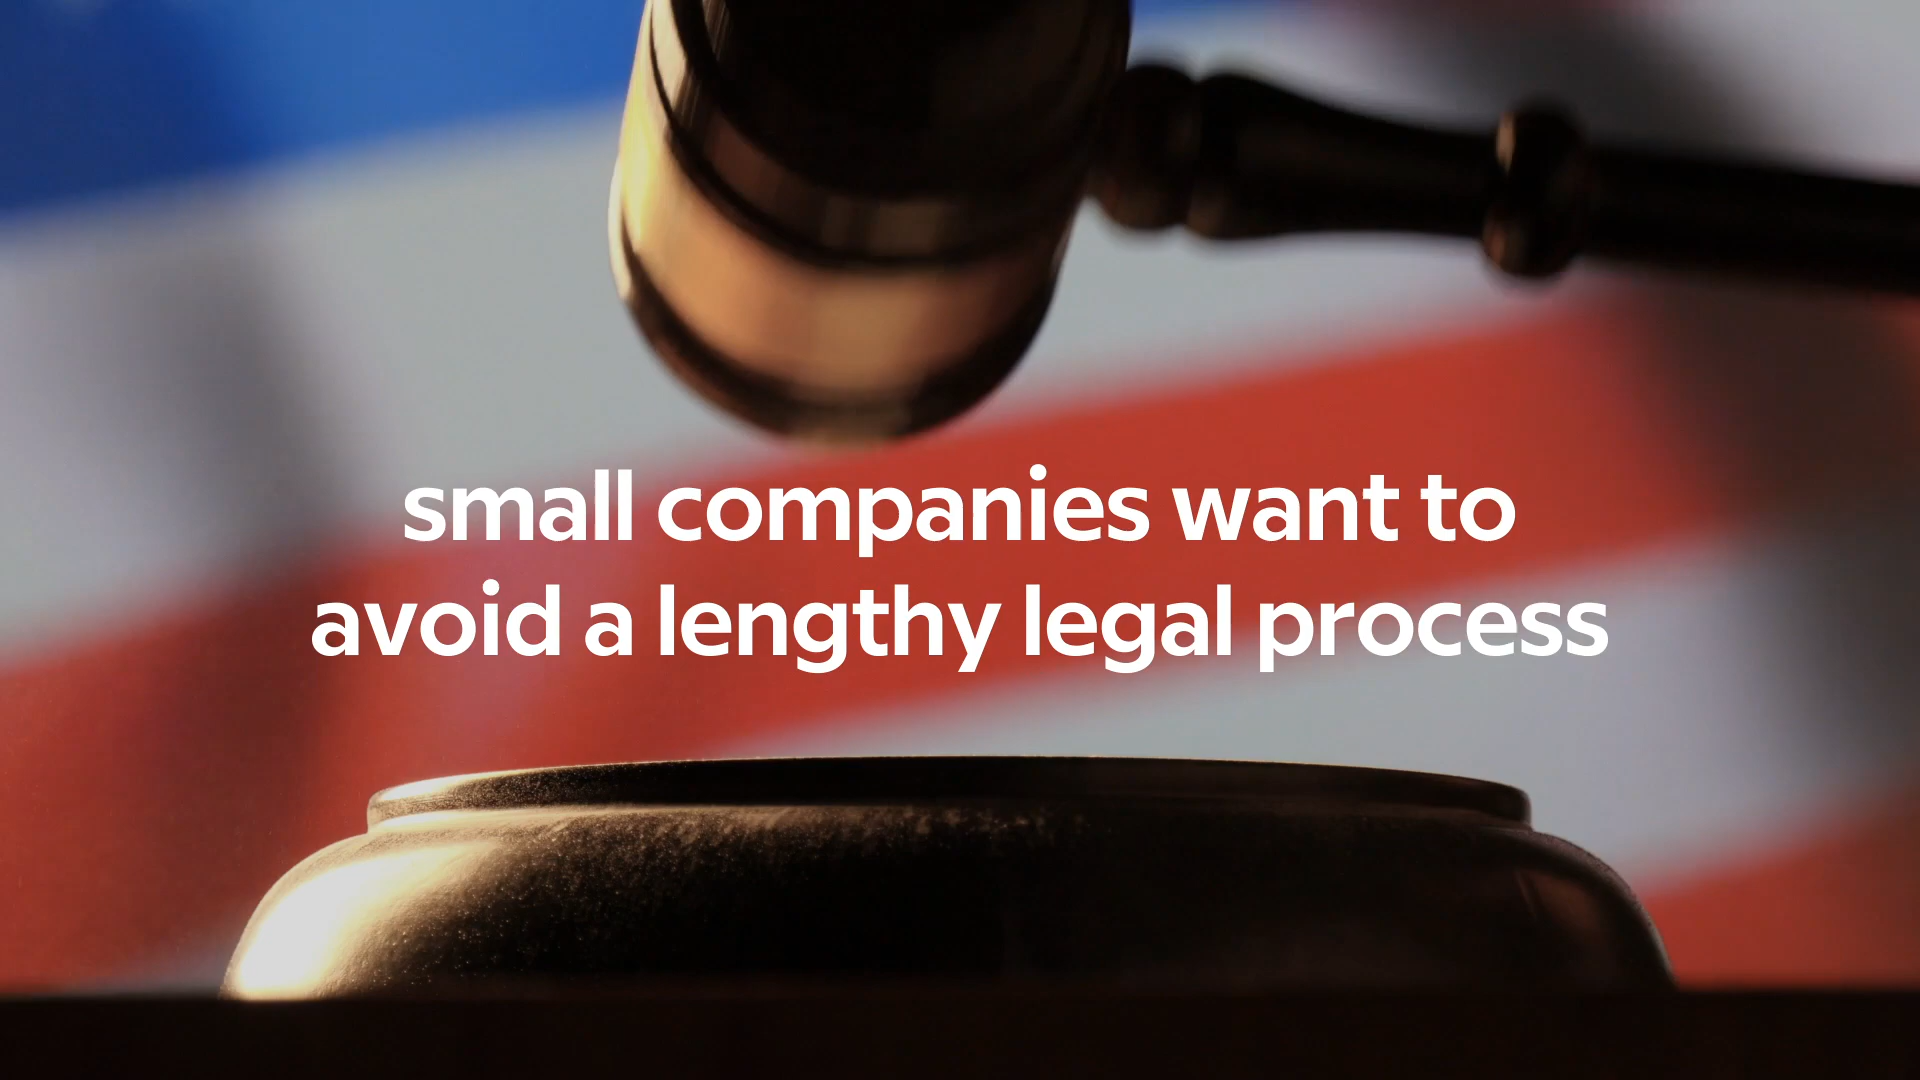 small companies want to
avoid a lengthy legal process